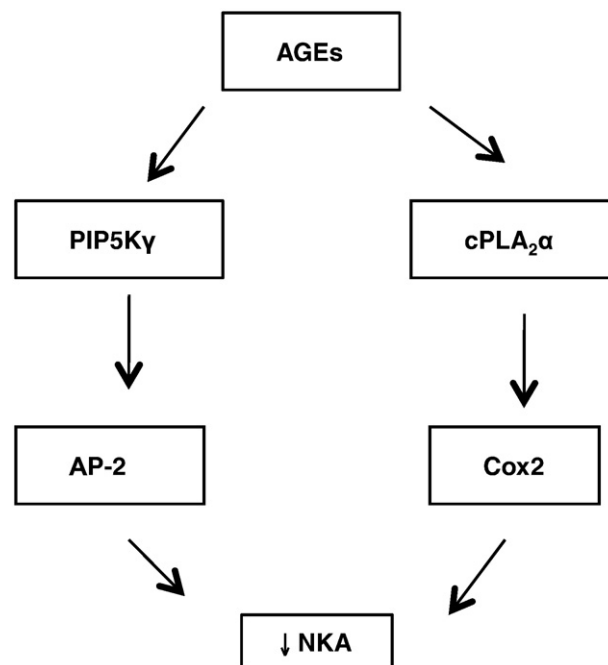 AGEs
PIP5Kγ
cPLA₂α
AP-2
Cox2
↓ NKA